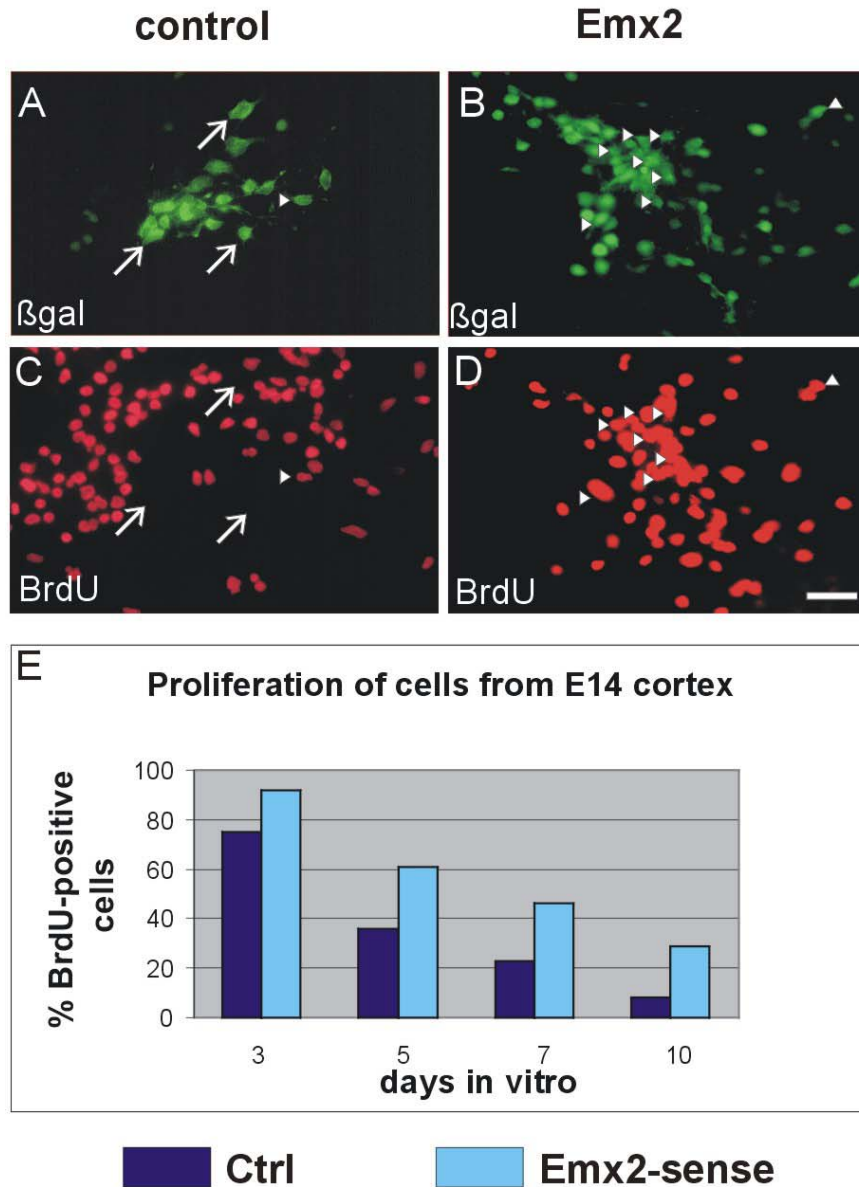 control
Emx2
A
B
ßgal
ßgal
C
D
BrdU
BrdU
E
Proliferation of cells from E14 cortex
% BrdU-positive
cells
100
80
60
40
20
0
3
5
7
10
days in vitro
Ctrl
Emx2-sense